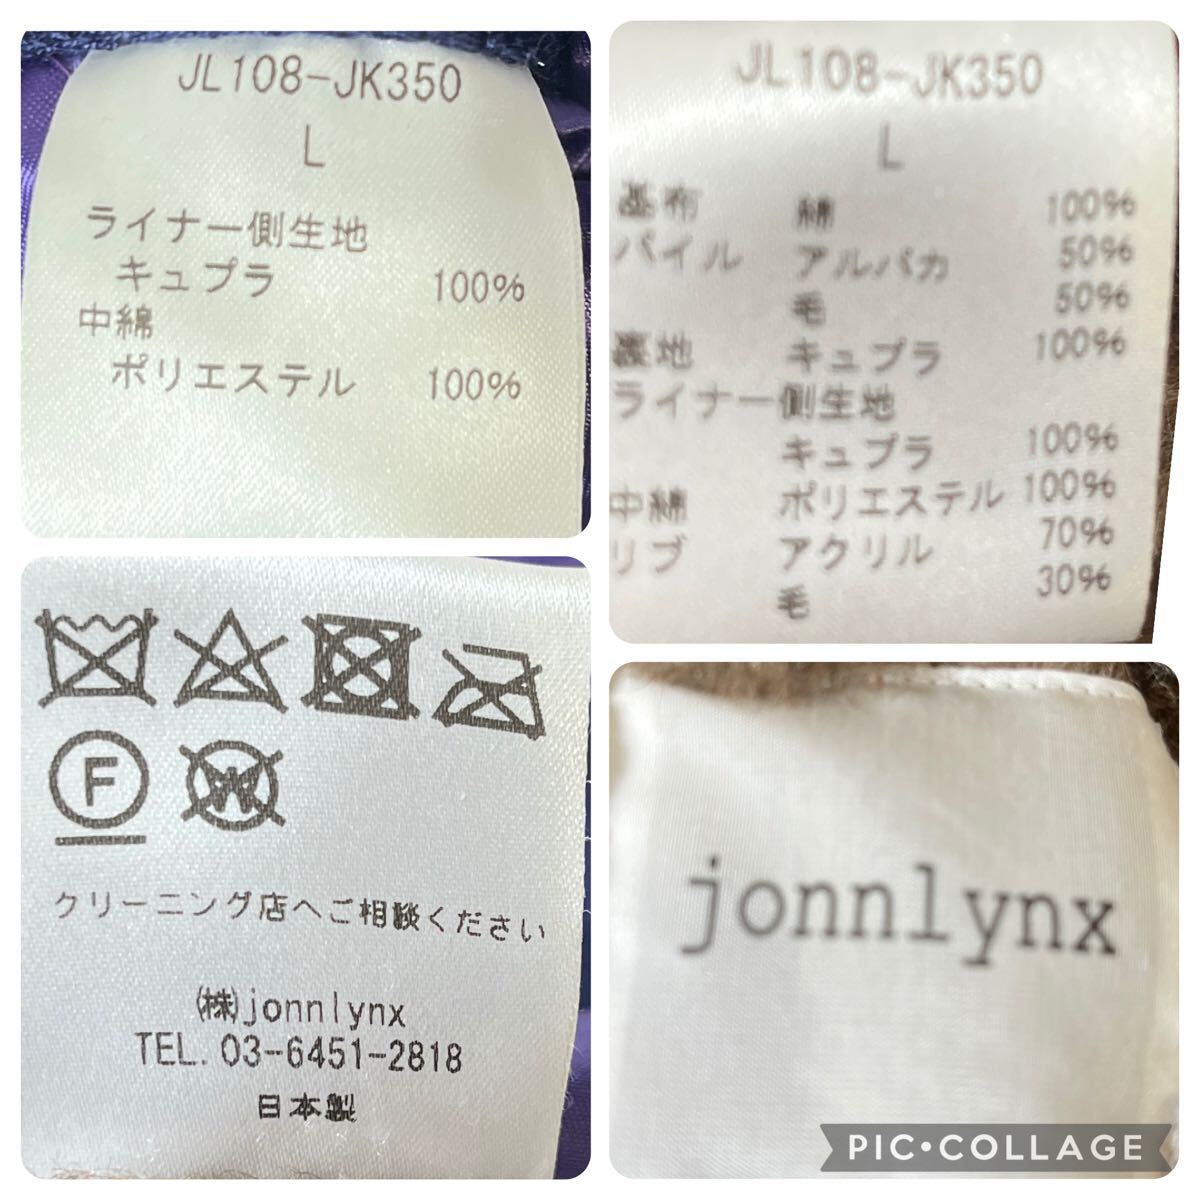 JL108-JK350
L
ライナー側生地
キュプラ 100%
中綿
ポリエステル 100%
JL108-JK350
L
基布 綿 100%
パイル アルパカ 50%
毛 50%
裏地 キュプラ 100%
ライナー側生地
キュプラ 100%
中綿 ポリエステル 100%
リブ アクリル 70%
毛 30%
F
W
クリーニング店へご相談ください
㈱jonnlynx
TEL. 03-6451-2818
日本製
jonnlynx
PIC•COLLAGE